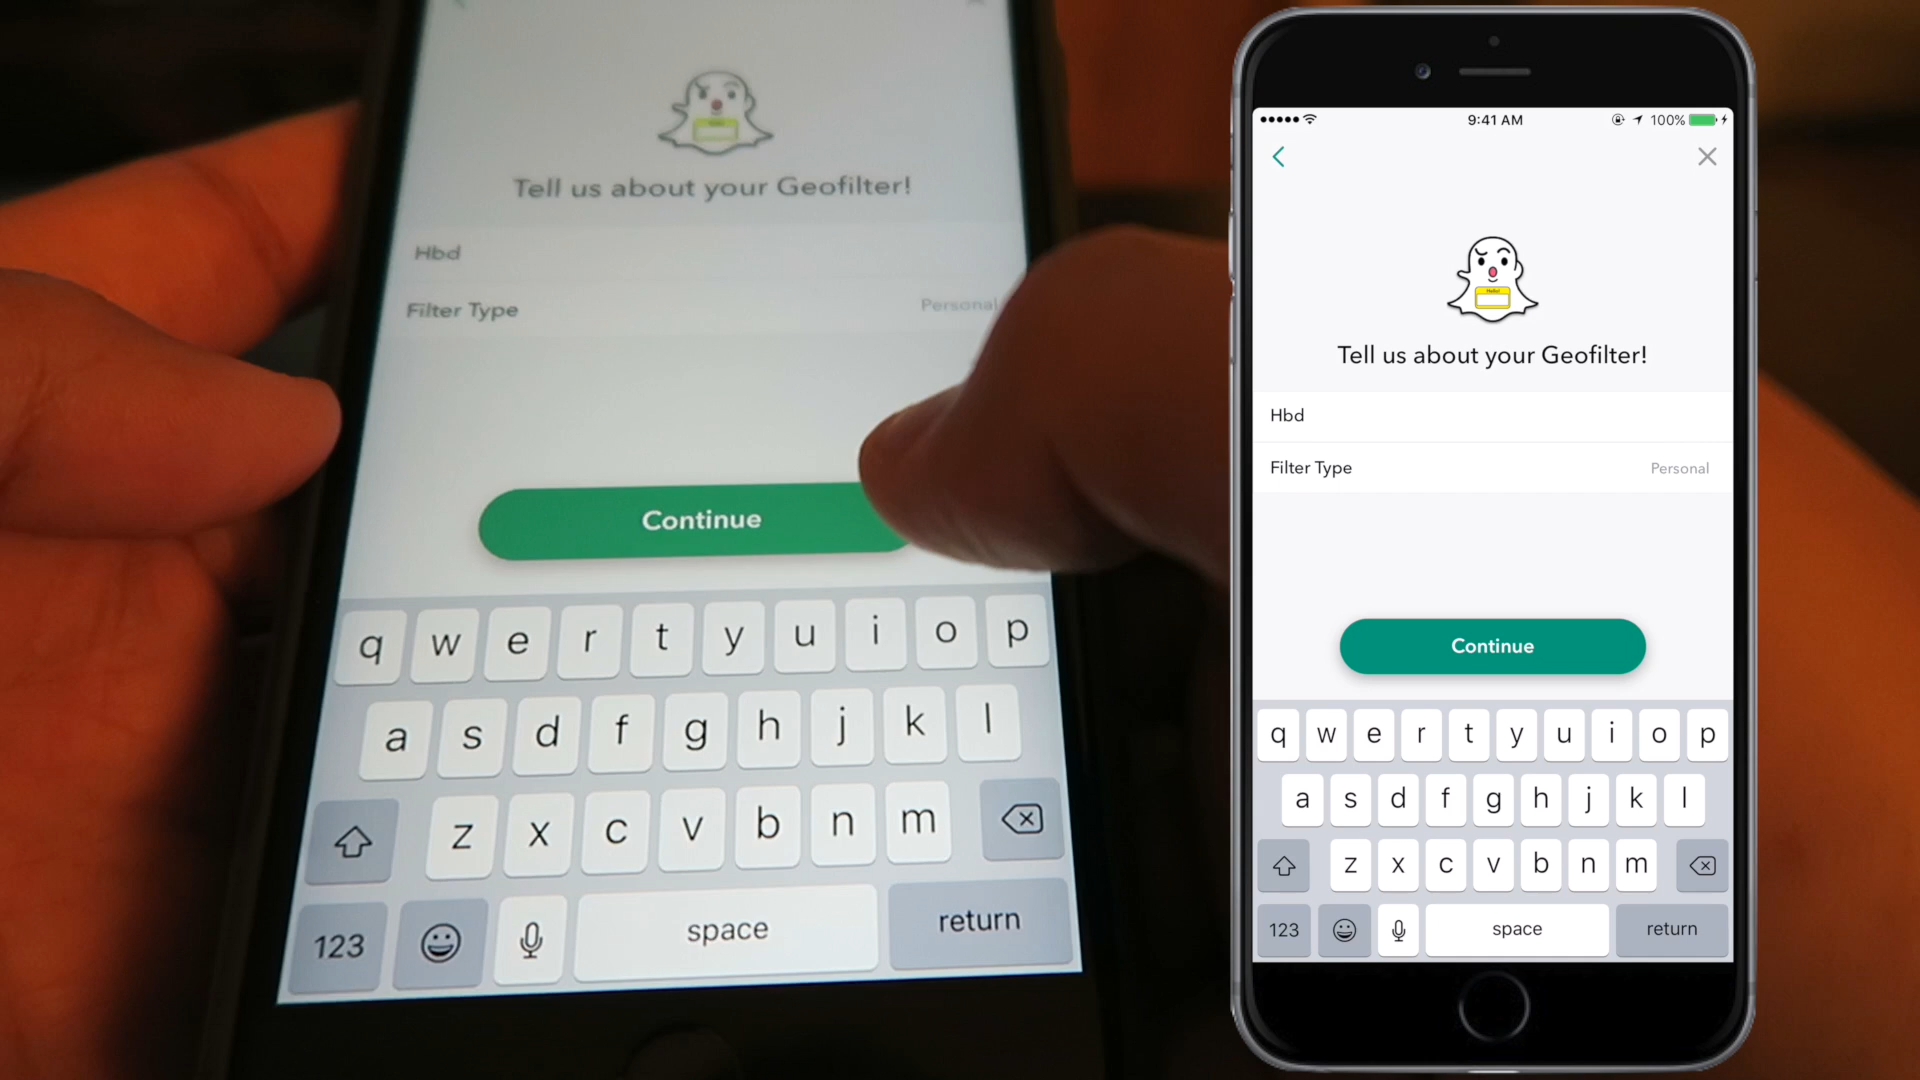 Tell us about your Geofilter!
Hbd
Filter Type Personal
Continue
q w e r t y u i o p
a s d f g h j k l
z x c v b n m
123 space return
9:41 AM 100%
Hello!
Tell us about your Geofilter!
Hbd
Filter Type Personal
Continue
q w e r t y u i o p
a s d f g h j k l
z x c v b n m
123 space return